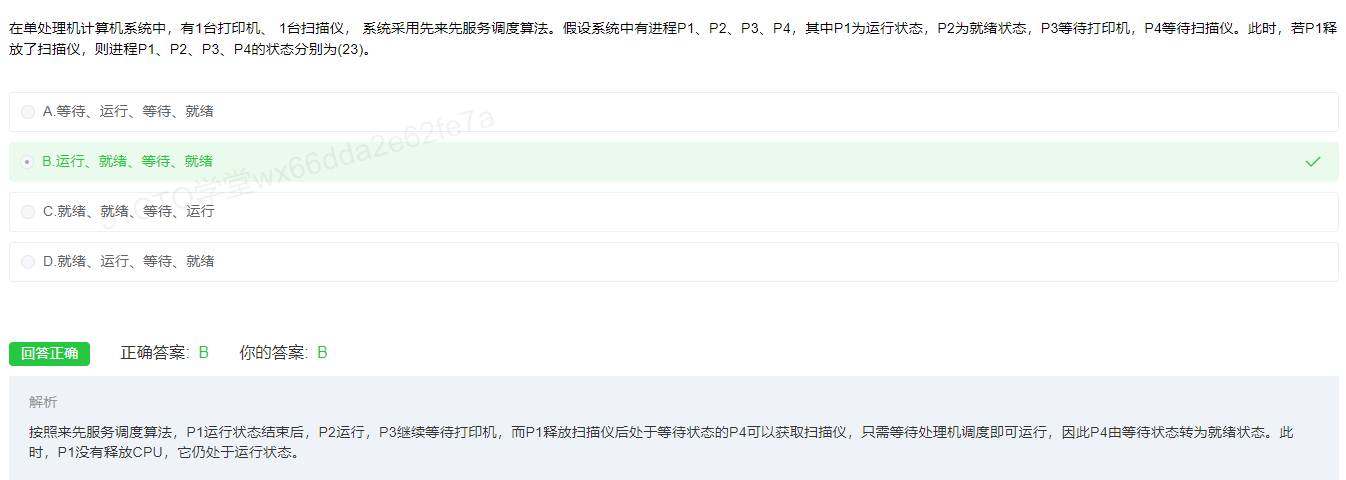 在单处理机计算机系统中，有1台打印机、 1台扫描仪， 系统采用先来先服务调度算法。假设系统中有进程P1、P2、P3、P4，其中P1为运行状态，P2为就绪状态，P3等待打印机，P4等待扫描仪。此时，若P1释
放了扫描仪，则进程P1、P2、P3、P4的状态分别为(23)。
A.等待、运行、等待、就绪
B.运行、就绪、等待、就绪
C.就绪、就绪、等待、运行
D.就绪、运行、等待、就绪
51CTO学堂wx66dda2e62fe7a
回答正确 正确答案: B 你的答案: B
解析
按照来先服务调度算法，P1运行状态结束后，P2运行，P3继续等待打印机，而P1释放扫描仪后处于等待状态的P4可以获取扫描仪，只需等待处理机调度即可运行，因此P4由等待状态转为就绪状态。此
时，P1没有释放CPU，它仍处于运行状态。